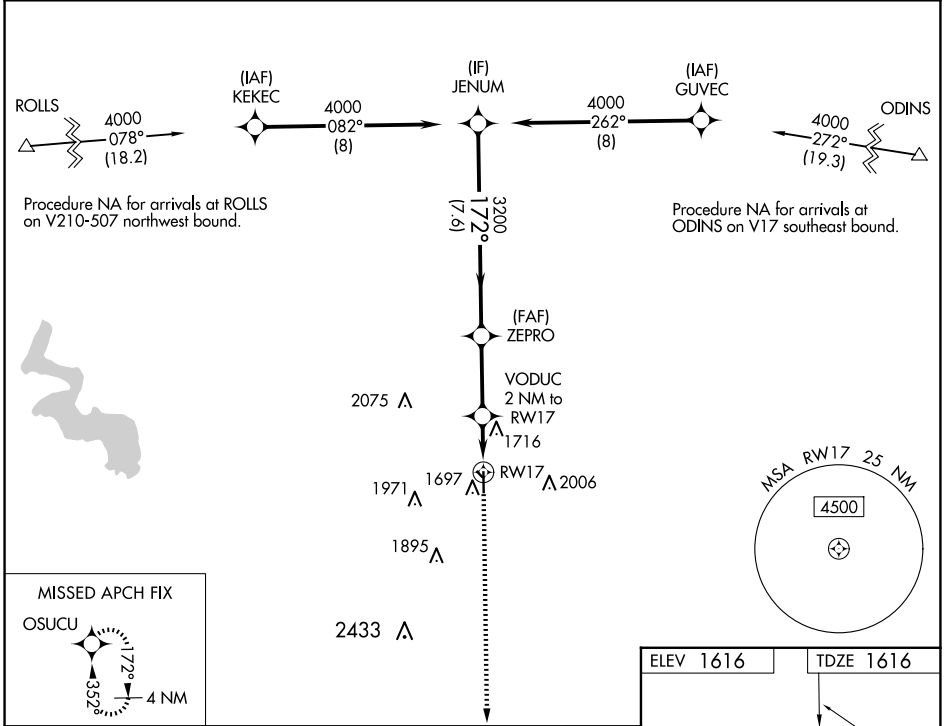 (IAF)
KEKEC
(IF)
JENUM
(IAF)
GUVEC
ROLLS
4000
078°
(18.2)
4000
082°
(8)
4000
262°
(8)
ODINS
4000
272°
(19.3)
Procedure NA for arrivals at ROLLS
on V210-507 northwest bound.
3200
172°
(7.6)
Procedure NA for arrivals at
ODINS on V17 southeast bound.
(FAF)
ZEPRO
VODUC
2 NM to
RW17
2075
1716
RW17
2006
1697
1971
1895
2433
MSA RW17 25 NM
4500
MISSED APCH FIX
OSUCU
172°
352°
4 NM
ELEV 1616
TDZE 1616